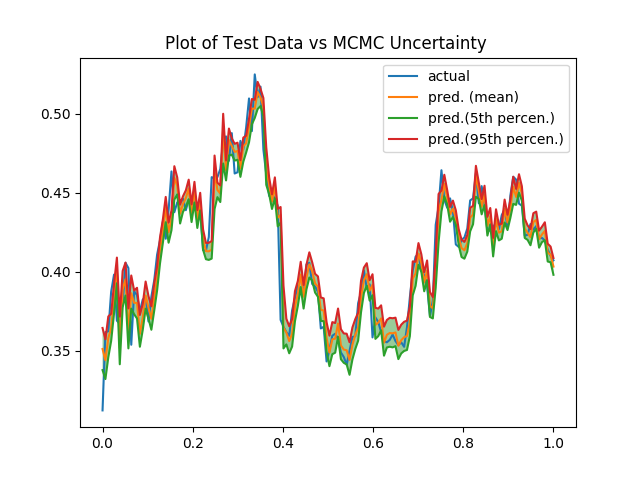 Plot of Test Data vs MCMC Uncertainty
actual
pred. (mean)
pred.(5th percen.)
pred.(95th percen.)
0.50
0.45
0.40
0.35
0.0 0.2 0.4 0.6 0.8 1.0